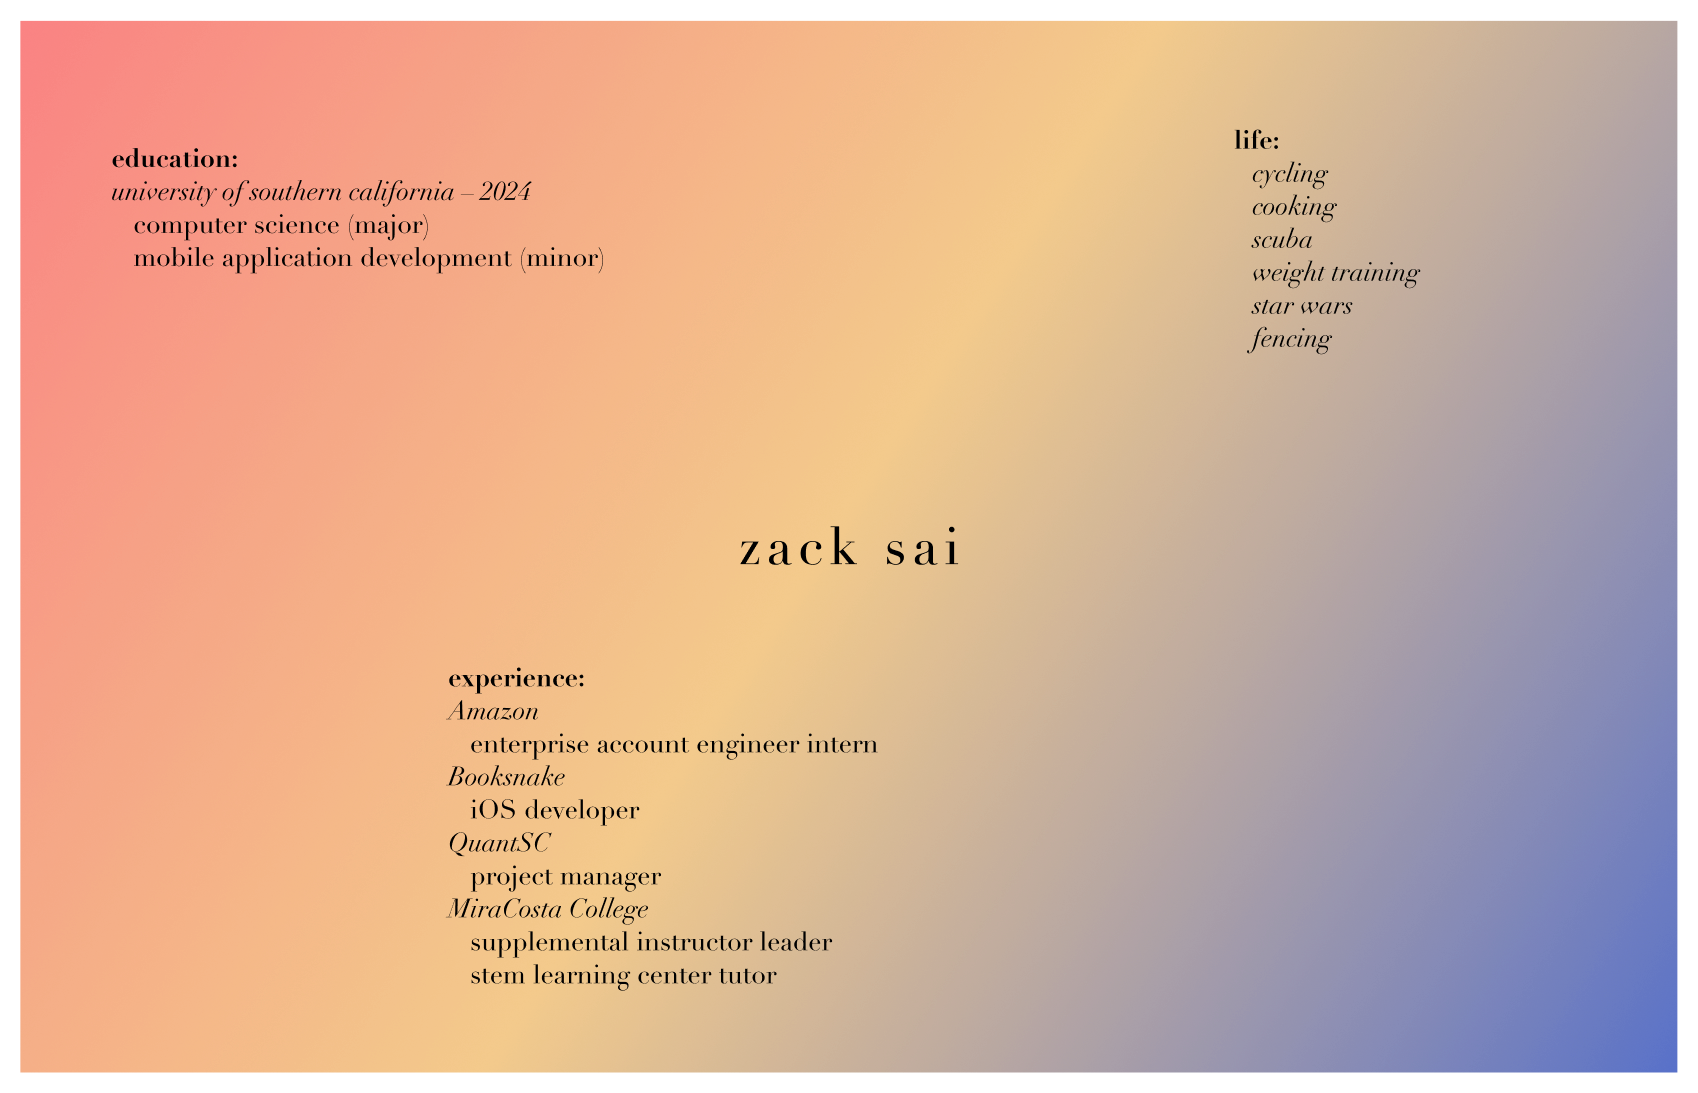 education:
university of southern california – 2024
computer science (major)
mobile application development (minor)
life:
cycling
cooking
scuba
weight training
star wars
fencing
zack sai
experience:
Amazon
enterprise account engineer intern
Booksnake
iOS developer
QuantSC
project manager
MiraCosta College
supplemental instructor leader
stem learning center tutor